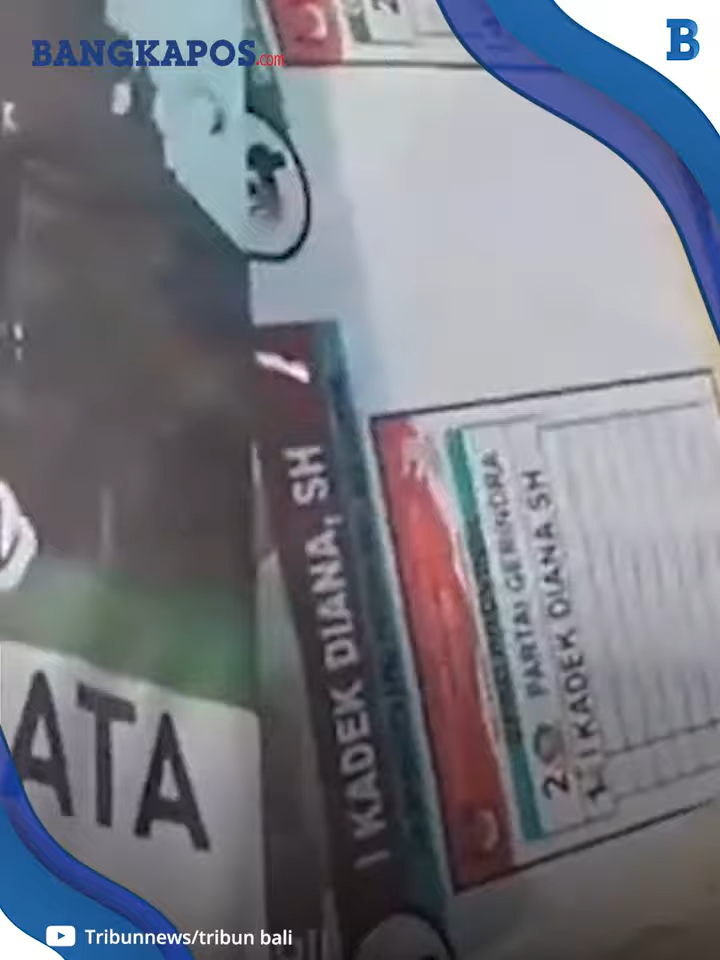 BANGKAPOS.com
B
I KADEK DIANA, SH
2
PARTAI GERINDRA
1. I KADEK DIANA SH
ATA
Tribunnews/tribun bali